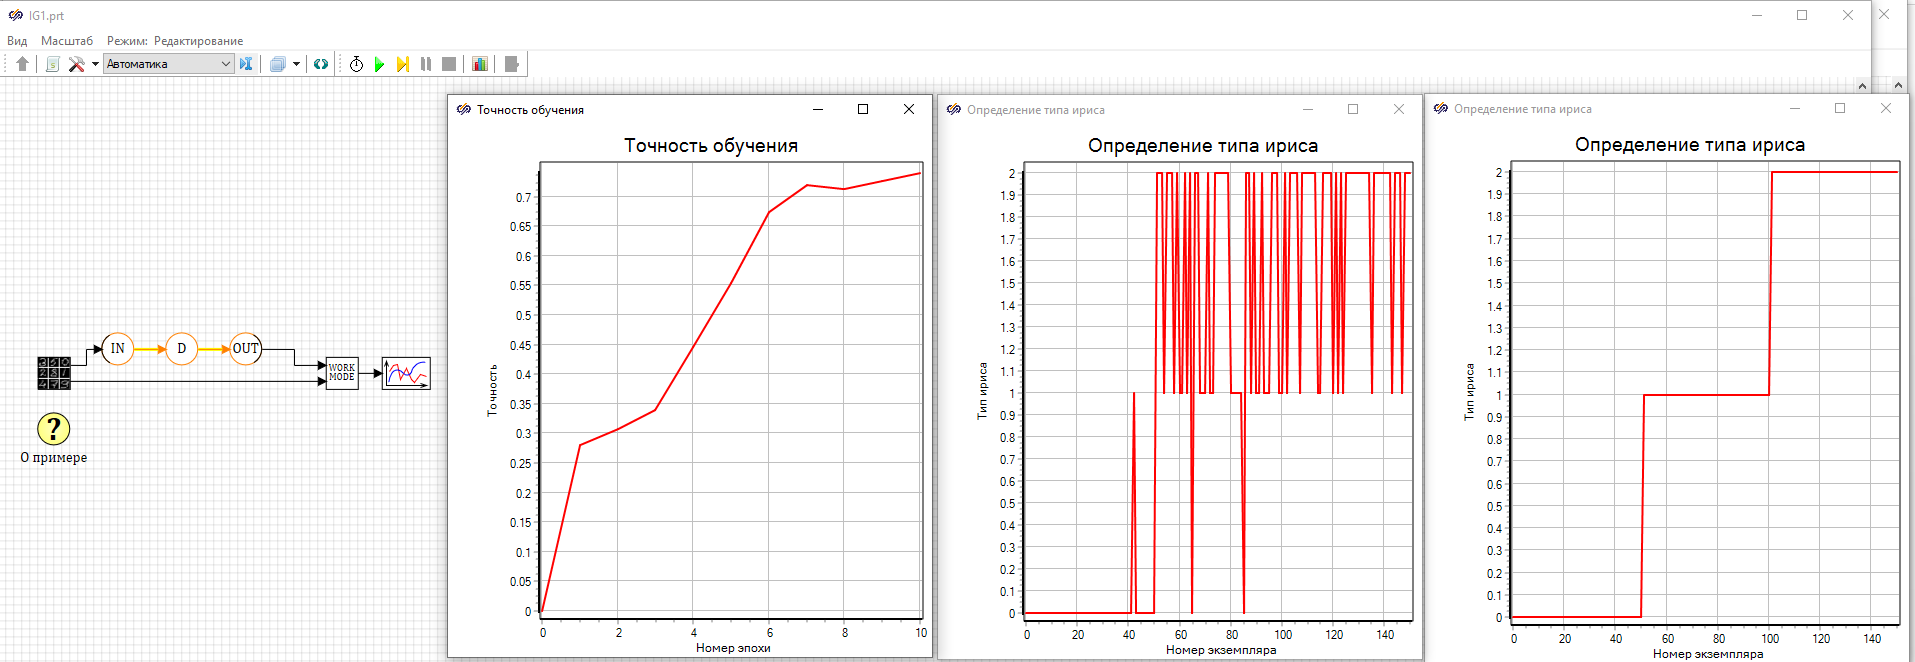 IG1.prt
Вид Масштаб Режим: Редактирование
Автоматика
IN
D
OUT
WORK
MODE
?
О примере
Точность обучения
Точность обучения
0.7
0.65
0.6
0.55
0.5
0.45
0.4
0.35
0.3
0.25
0.2
0.15
0.1
0.05
0
Точность
0 2 4 6 8 10
Номер эпохи
Определение типа ириса
Определение типа ириса
2
1.9
1.8
1.7
1.6
1.5
1.4
1.3
1.2
1.1
1
0.9
0.8
0.7
0.6
0.5
0.4
0.3
0.2
0.1
0
Тип ириса
0 20 40 60 80 100 120 140
Номер экземпляра
Определение типа ириса
Определение типа ириса
2
1.9
1.8
1.7
1.6
1.5
1.4
1.3
1.2
1.1
1
0.9
0.8
0.7
0.6
0.5
0.4
0.3
0.2
0.1
0
Тип ириса
0 20 40 60 80 100 120 140
Номер экземпляра